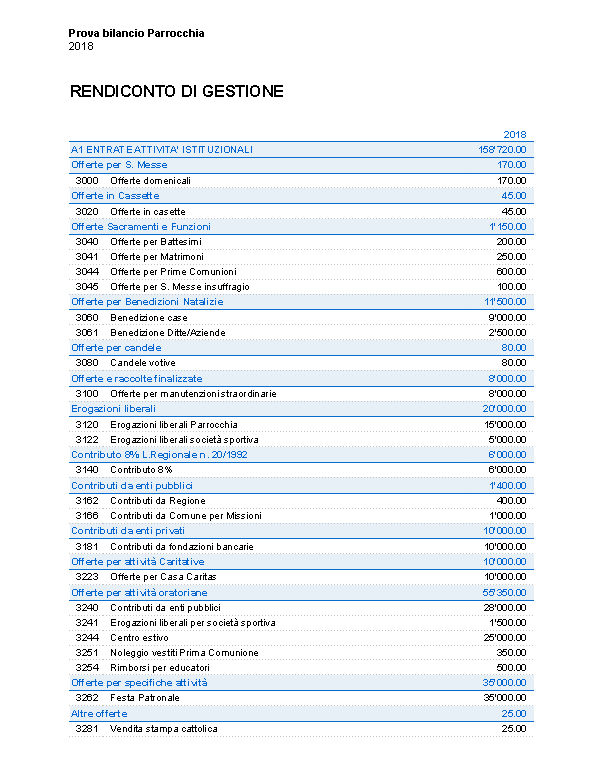 Prova bilancio Parrocchia
2018
RENDICONTO DI GESTIONE
2018
A1 ENTRATE ATTIVITA' ISTITUZIONALI 158'720.00
Offerte per S. Messe 170.00
3000 Offerte domenicali 170.00
Offerte in Cassette 45.00
3020 Offerte in casette 45.00
Offerte Sacramenti e Funzioni 1'150.00
3040 Offerte per Battesimi 200.00
3041 Offerte per Matrimoni 250.00
3044 Offerte per Prime Comunioni 600.00
3045 Offerte per S. Messe insuffragio 100.00
Offerte per Benedizioni Natalizie 11'500.00
3060 Benedizione case 9'000.00
3061 Benedizione Ditte/Aziende 2'500.00
Offerte per candele 80.00
3080 Candele votive 80.00
Offerte e raccolte finalizzate 8'000.00
3100 Offerte per manutenzioni straordinarie 8'000.00
Erogazioni liberali 20'000.00
3120 Erogazioni liberali Parrocchia 15'000.00
3122 Erogazioni liberali società sportiva 5'000.00
Contributo 8% L.Regionale n. 20/1992 6'000.00
3140 Contributo 8% 6'000.00
Contributi da enti pubblici 1'400.00
3162 Contributi da Regione 400.00
3166 Contributi da Comune per Missioni 1'000.00
Contributi da enti privati 10'000.00
3181 Contributi da fondazioni bancarie 10'000.00
Offerte per attività Caritative 10'000.00
3223 Offerte per Casa Caritas 10'000.00
Offerte per attività oratoriane 55'350.00
3240 Contributi da enti pubblici 28'000.00
3241 Erogazioni liberali per società sportiva 1'500.00
3244 Centro estivo 25'000.00
3251 Noleggio vestiti Prima Comunione 350.00
3254 Rimborsi per educatori 500.00
Offerte per specifiche attività 35'000.00
3262 Festa Patronale 35'000.00
Altre offerte 25.00
3281 Vendita stampa cattolica 25.00